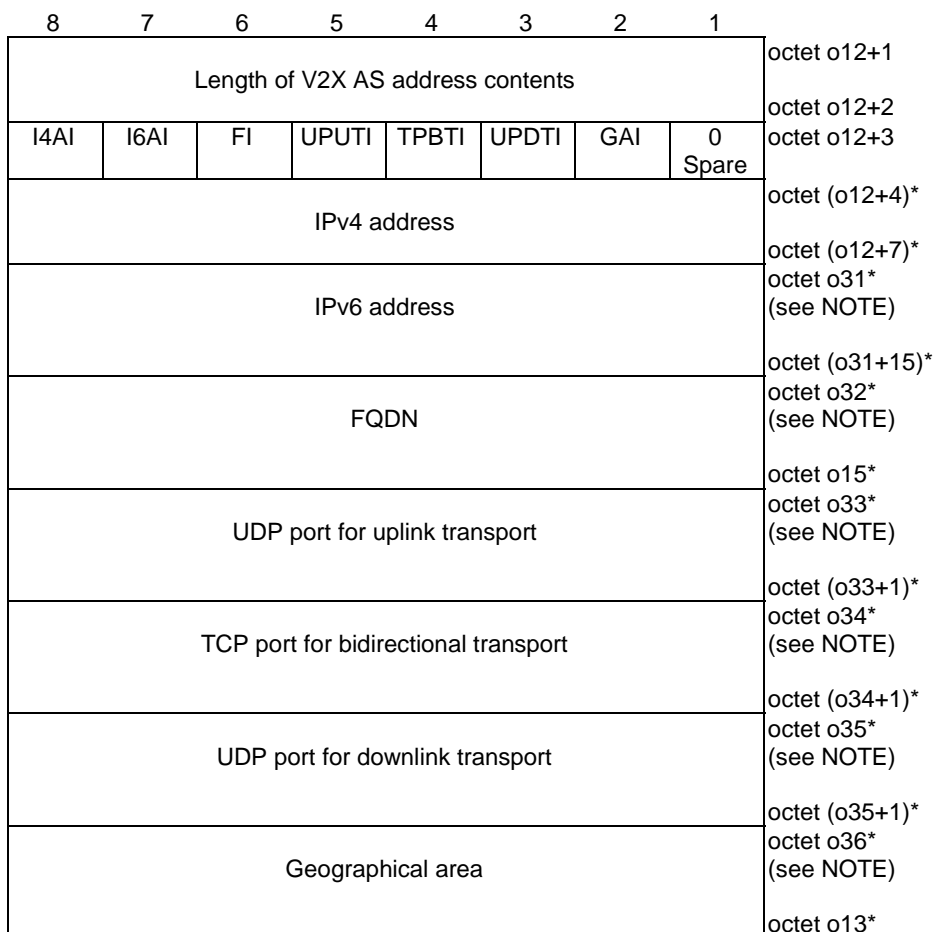 8 7 6 5 4 3 2 1
Length of V2X AS address contents
octet o12+1
octet o12+2
I4AI I6AI FI UPUTI TPBTI UPDTI GAI 0
Spare
octet o12+3
IPv4 address
octet (o12+4)*
octet (o12+7)*
IPv6 address
octet o31*
(see NOTE)
octet (o31+15)*
FQDN
octet o32*
(see NOTE)
octet o15*
UDP port for uplink transport
octet o33*
(see NOTE)
octet (o33+1)*
TCP port for bidirectional transport
octet o34*
(see NOTE)
octet (o34+1)*
UDP port for downlink transport
octet o35*
(see NOTE)
octet (o35+1)*
Geographical area
octet o36*
(see NOTE)
octet o13*